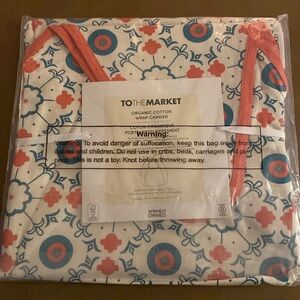 TOTHEMARKET
ORGANIC COTTON
WRAP CARRIER
Warning:
Warning: To avoid danger of suffocation, keep this bag away from
babies and children. Do not use in cribs, beds, carriages and play
pens. This is not a toy. Knot before throwing away.
WOMEN
OWNED